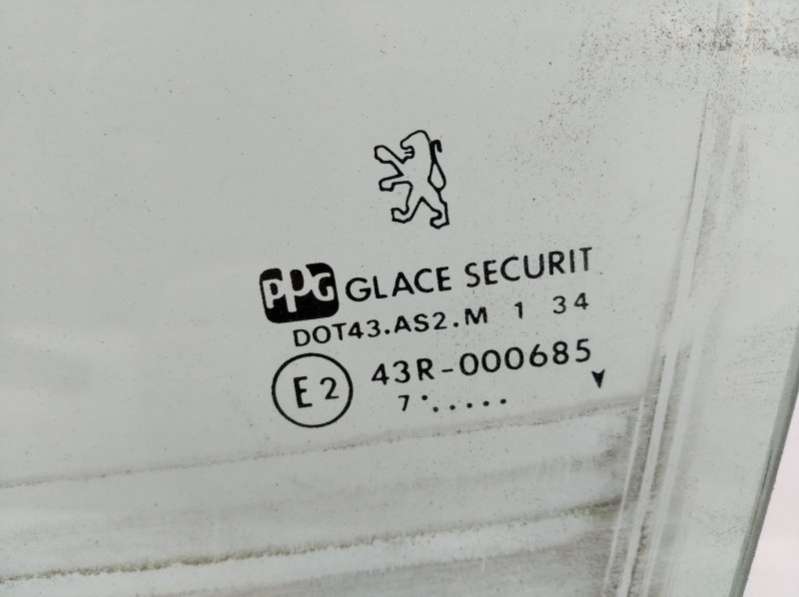 PPG GLACE SECURIT
DOT43.AS2.M 1 34
E2 43R-000685
7 ......